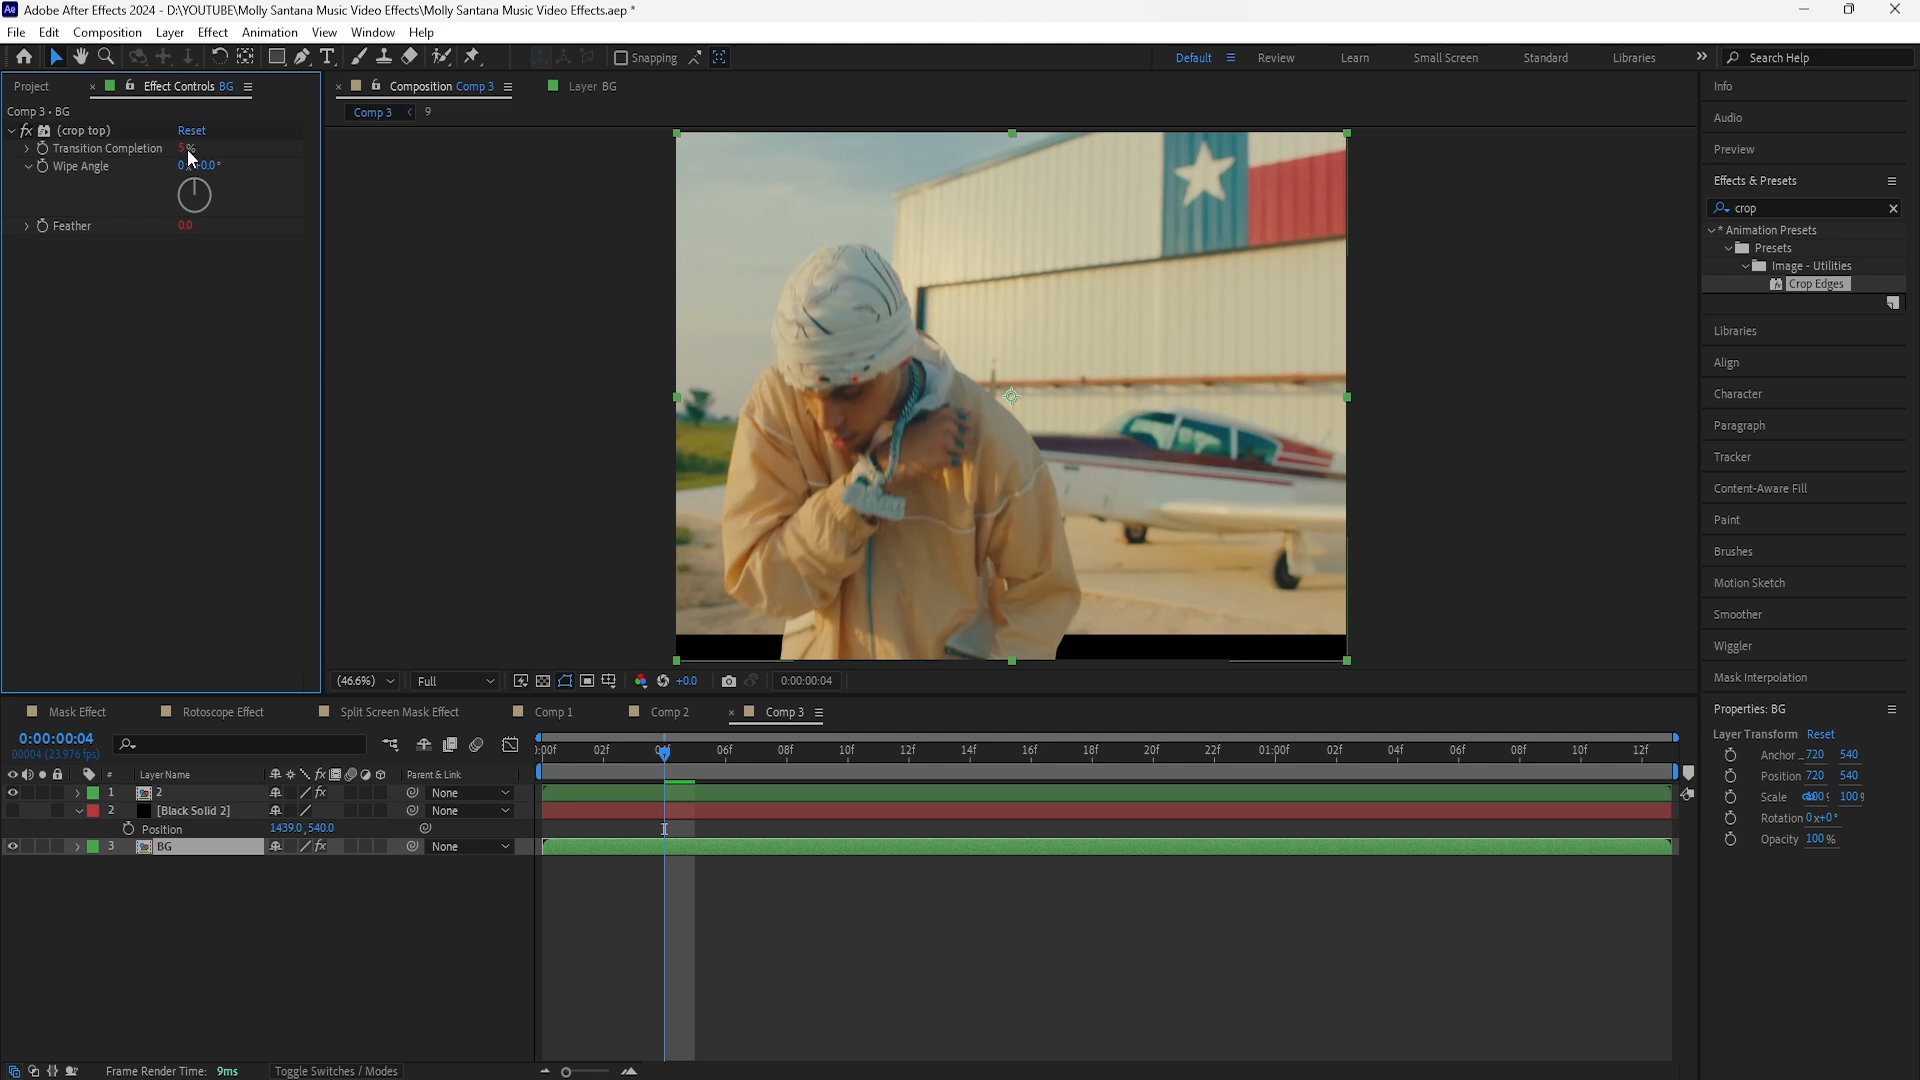 Adobe After Effects 2024 - D:\YOUTUBE\Molly Santana Music Video Effects\Molly Santana Music Video Effects.aep *
File Edit Composition Layer Effect Animation View Window Help
Snapping Default Review Learn Small Screen Standard Libraries Search Help
Project Effect Controls BG Composition Comp 3 Layer BG
Comp 3 • BG
Comp 3 9
(crop top) Reset
Transition Completion 5%
Wipe Angle
Feather 0.0
Info
Audio
Preview
Effects & Presets
crop
* Animation Presets
Presets
Image - Utilities
Crop Edges
Libraries
Align
Character
Paragraph
Tracker
Content-Aware Fill
Paint
Brushes
Motion Sketch
Smoother
Wiggler
Mask Interpolation
Properties: BG
Layer Transform Reset
Anchor 720 540
Position 720 540
Scale 100
Rotation 0x+0°
Opacity 100 %
(46.6%) Full +0.0 0:00:00:04
Mask Effect Rotoscope Effect Split Screen Mask Effect Comp 1 Comp 2 Comp 3
0:00:00:04
00004 (23.976 fps)
:00f 02f 06f 08f 10f 12f 14f 16f 18f 20f 22f 01:00f 02f 04f 06f 08f 10f 12f
# Layer Name Parent & Link
1 2 None
2 [Black Solid 2] None
Position 1439.0, 540.0
3 BG None
Frame Render Time: 9ms Toggle Switches / Modes